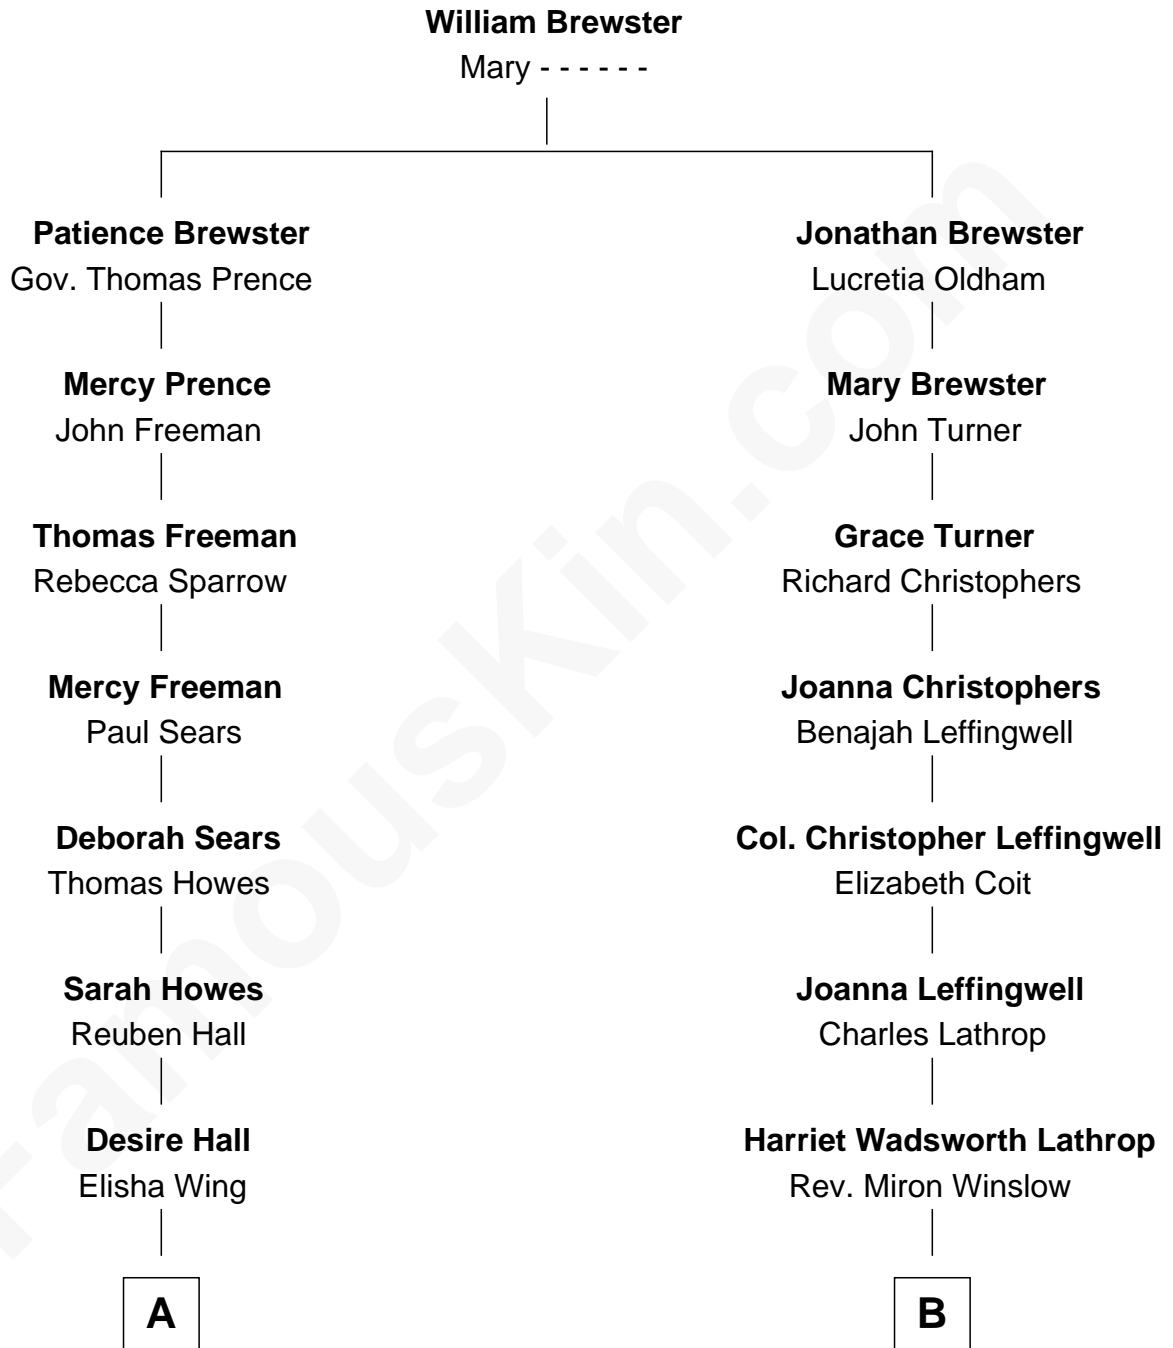 William Brewster
Mary - - - - - -
Patience Brewster
Gov. Thomas Prence
Jonathan Brewster
Lucretia Oldham
Mercy Prence
John Freeman
Mary Brewster
John Turner
Thomas Freeman
Rebecca Sparrow
Grace Turner
Richard Christophers
Mercy Freeman
Paul Sears
Joanna Christophers
Benajah Leffingwell
Deborah Sears
Thomas Howes
Col. Christopher Leffingwell
Elizabeth Coit
Sarah Howes
Reuben Hall
Joanna Leffingwell
Charles Lathrop
Desire Hall
Elisha Wing
Harriet Wadsworth Lathrop
Rev. Miron Winslow
A
B
FamousKin.com